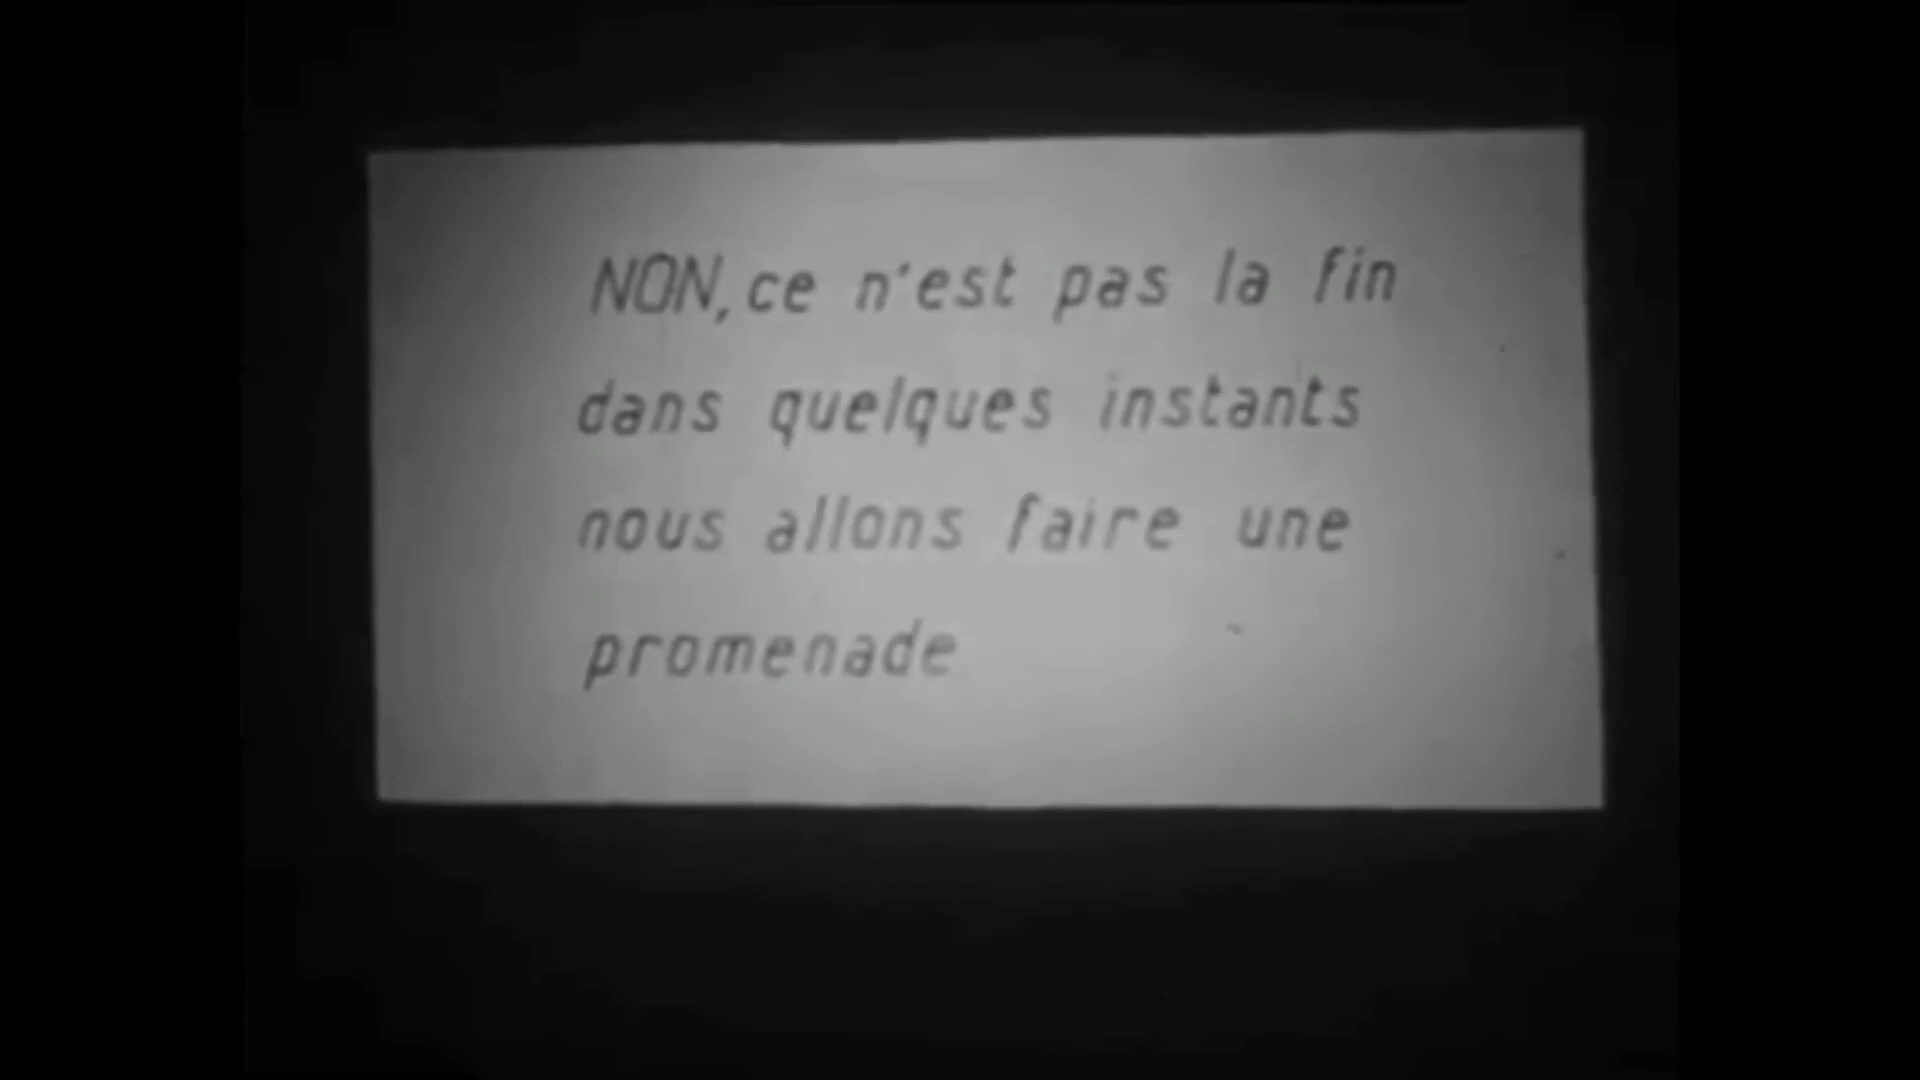 NON, ce n'est pas la fin
dans quelques instants
nous allons faire une
promenade